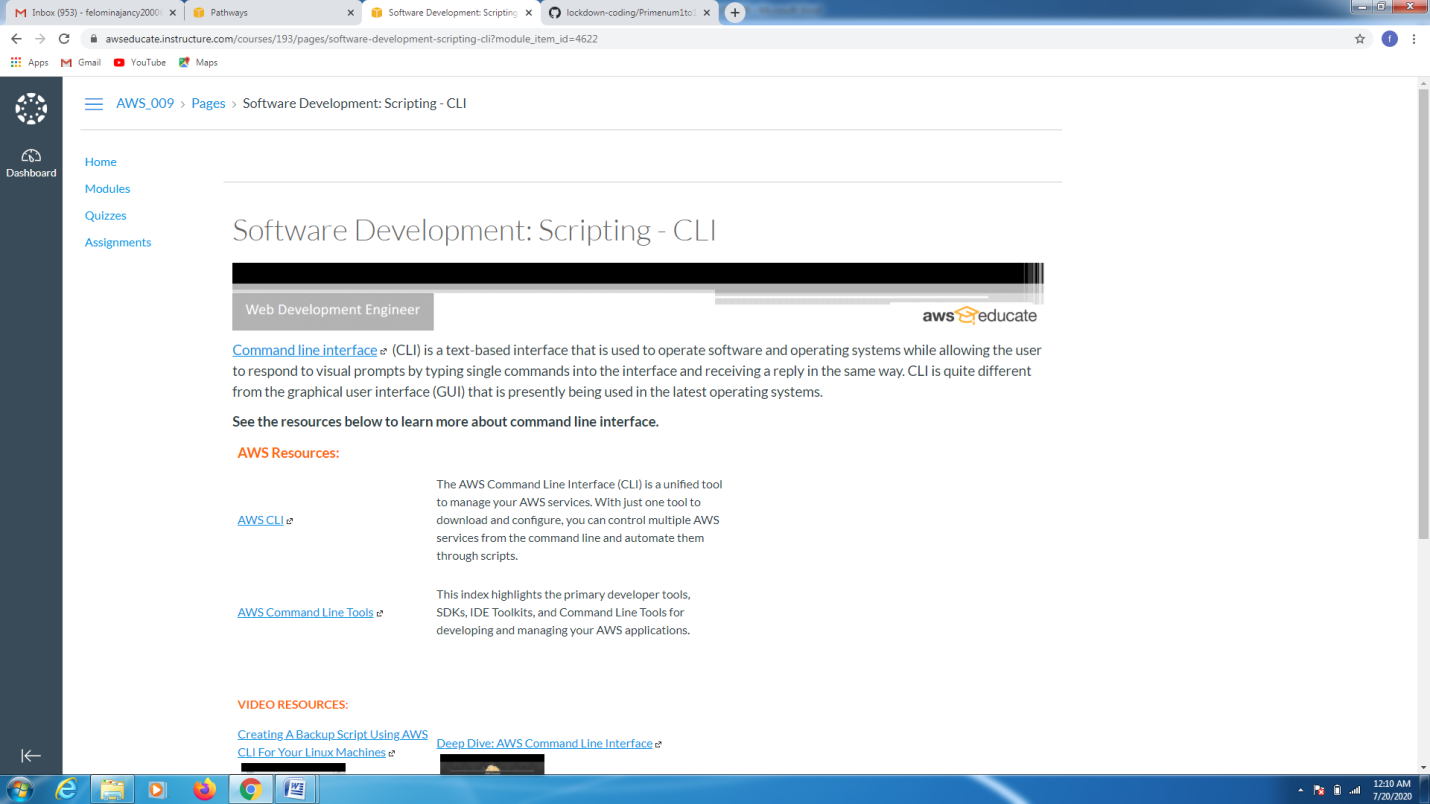 Inbox (953) - felominajancy2000
Pathways
Software Development: Scripting
lockdown-coding/Primenum1to
awseducate.instructure.com/courses/193/pages/software-development-scripting-cli?module_item_id=4622
f
Apps
Gmail
YouTube
Maps
AWS_009 › Pages › Software Development: Scripting - CLI
Dashboard
Home
Modules
Quizzes
Assignments
Software Development: Scripting - CLI
Web Development Engineer
aws educate
Command line interface (CLI) is a text-based interface that is used to operate software and operating systems while allowing the user
to respond to visual prompts by typing single commands into the interface and receiving a reply in the same way. CLI is quite different
from the graphical user interface (GUI) that is presently being used in the latest operating systems.
See the resources below to learn more about command line interface.
AWS Resources:
AWS CLI
The AWS Command Line Interface (CLI) is a unified tool
to manage your AWS services. With just one tool to
download and configure, you can control multiple AWS
services from the command line and automate them
through scripts.
AWS Command Line Tools
This index highlights the primary developer tools,
SDKs, IDE Toolkits, and Command Line Tools for
developing and managing your AWS applications.
VIDEO RESOURCES:
Creating A Backup Script Using AWS
CLI For Your Linux Machines
Deep Dive: AWS Command Line Interface
12:10 AM
7/20/2020